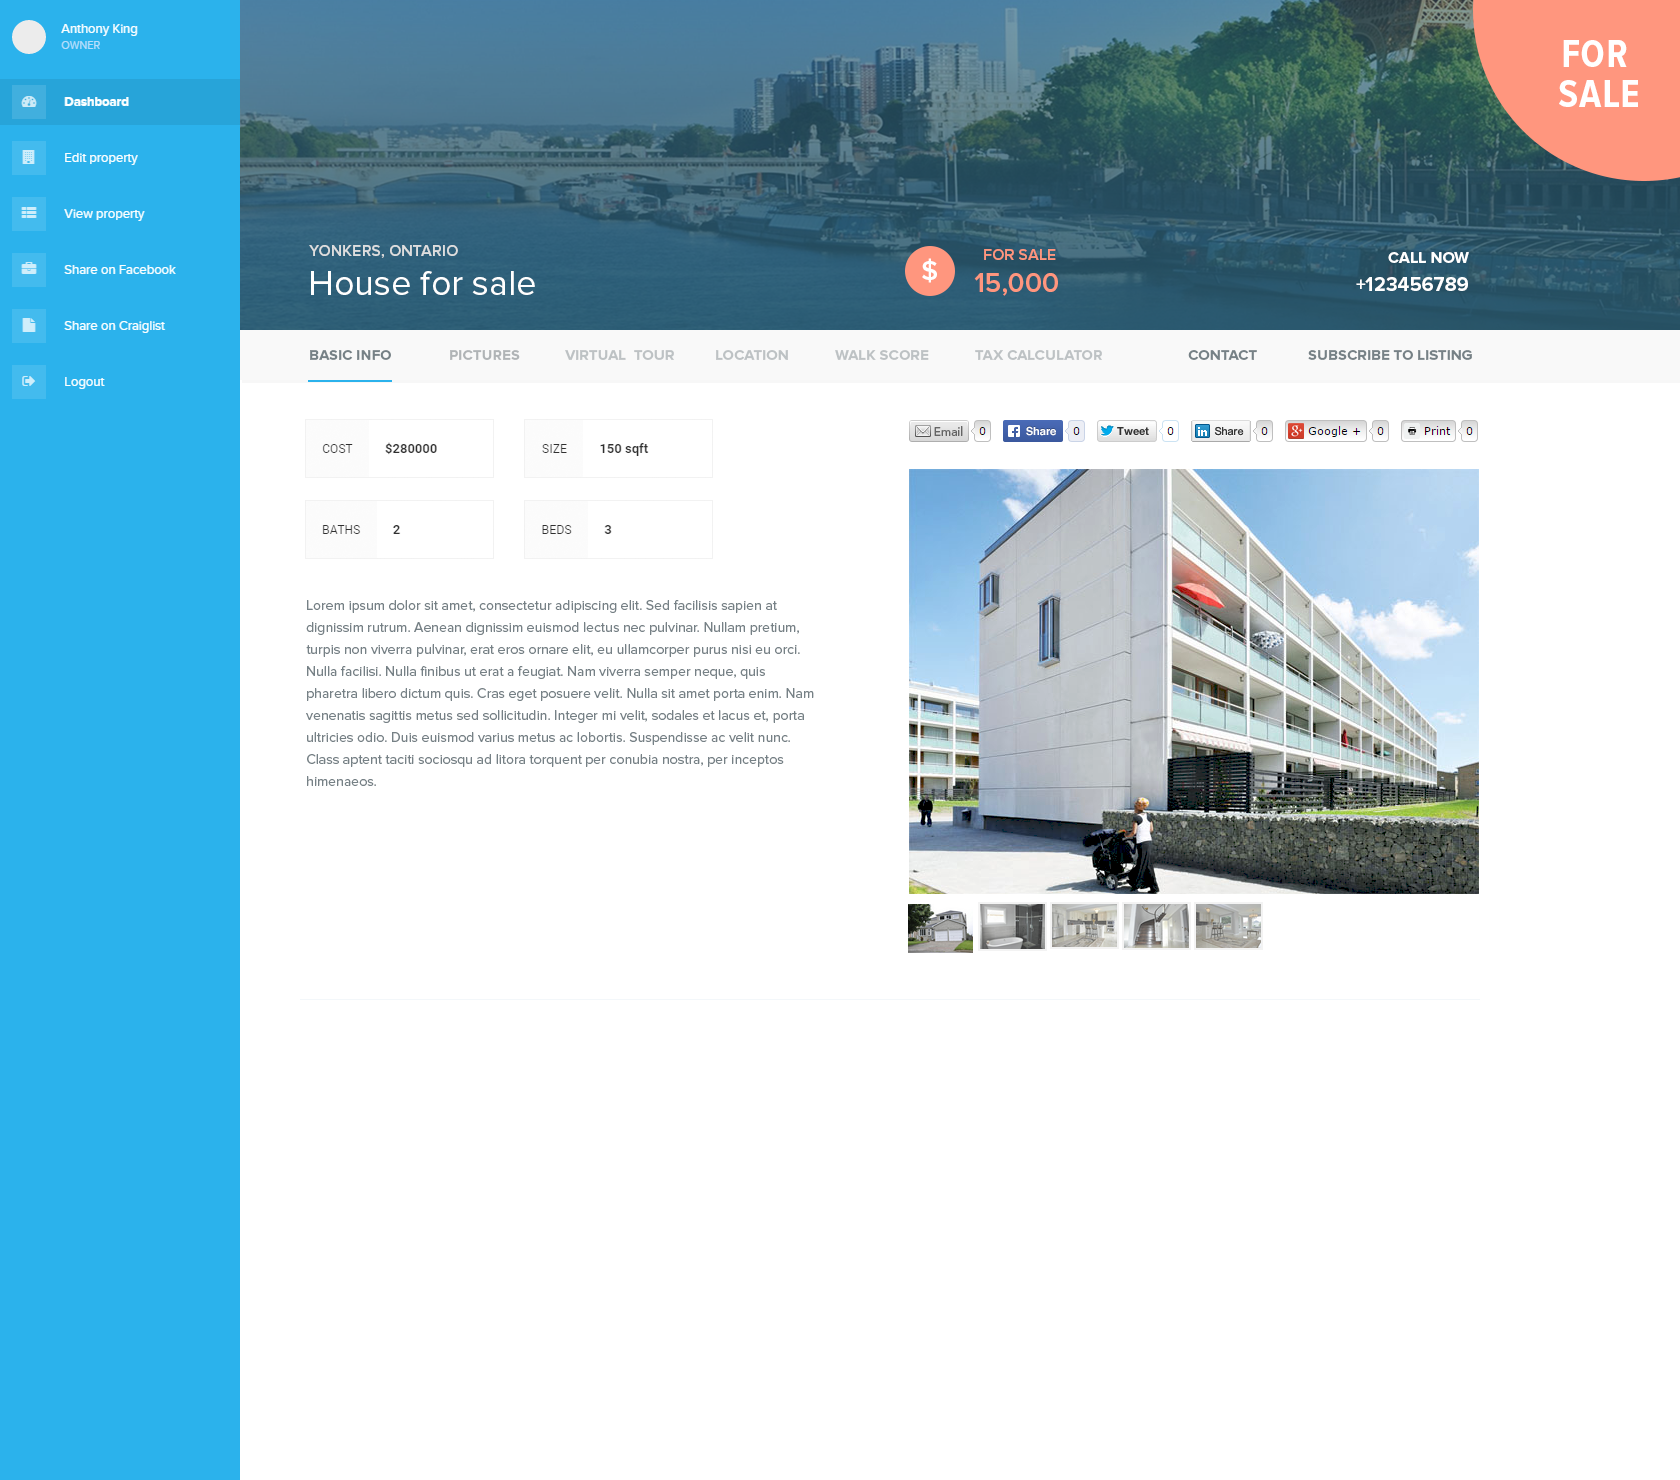 Anthony King
OWNER
Dashboard
Edit property
View property
Share on Facebook
Share on Craiglist
Logout
FOR
SALE
YONKERS, ONTARIO
House for sale
$
FOR SALE
15,000
CALL NOW
+123456789
BASIC INFO PICTURES VIRTUAL TOUR LOCATION WALK SCORE TAX CALCULATOR CONTACT SUBSCRIBE TO LISTING
COST $280000 SIZE 150 sqft
BATHS 2 BEDS 3
Email 0 Share 0 Tweet 0 in Share 0 Google + 0 Print 0
Lorem ipsum dolor sit amet, consectetur adipiscing elit. Sed facilisis sapien at
dignissim rutrum. Aenean dignissim euismod lectus nec pulvinar. Nullam pretium,
turpis non viverra pulvinar, erat eros ornare elit, eu ullamcorper purus nisi eu orci.
Nulla facilisi. Nulla finibus ut erat a feugiat. Nam viverra semper neque, quis
pharetra libero dictum quis. Cras eget posuere velit. Nulla sit amet porta enim. Nam
venenatis sagittis metus sed sollicitudin. Integer mi velit, sodales et lacus et, porta
ultricies odio. Duis euismod varius metus ac lobortis. Suspendisse ac velit nunc.
Class aptent taciti sociosqu ad litora torquent per conubia nostra, per inceptos
himenaeos.